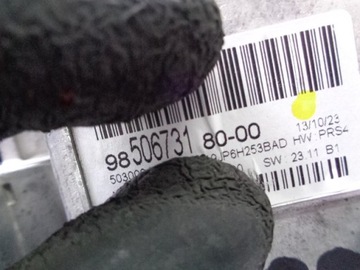 13/10/23
98 506731 80-00
P6H253BAD HW:PRS4
SW: 23.11 B1